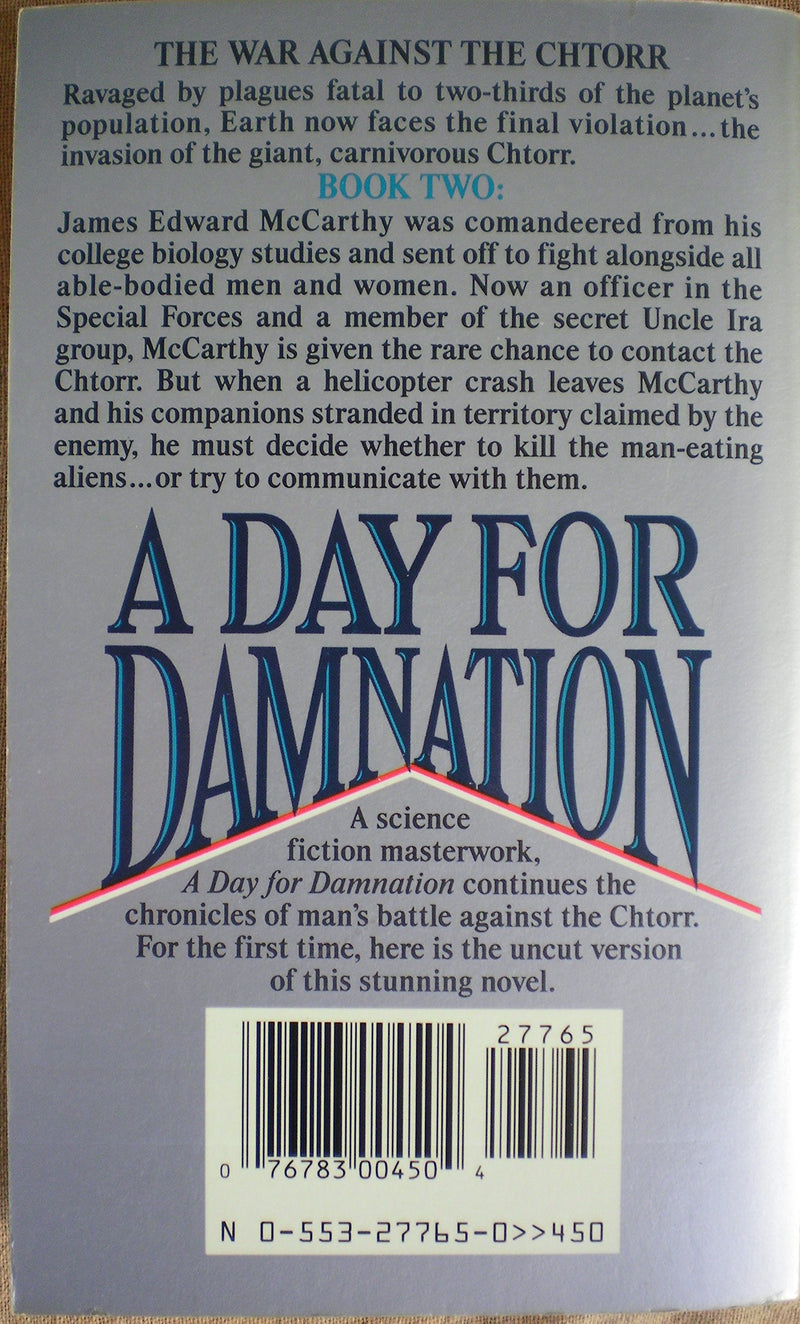 THE WAR AGAINST THE CHTORR
Ravaged by plagues fatal to two-thirds of the planet's
population, Earth now faces the final violation...the
invasion of the giant, carnivorous Chtorr.
BOOK TWO:
James Edward McCarthy was comandeered from his
college biology studies and sent off to fight alongside all
able-bodied men and women. Now an officer in the
Special Forces and a member of the secret Uncle Ira
group, McCarthy is given the rare chance to contact the
Chtorr. But when a helicopter crash leaves McCarthy
and his companions stranded in territory claimed by the
enemy, he must decide whether to kill the man-eating
aliens...or try to communicate with them.
A DAY FOR
DAMNATION
A science
fiction masterwork,
A Day for Damnation continues the
chronicles of man's battle against the Chtorr.
For the first time, here is the uncut version
of this stunning novel.
27765
0 76783 00450 4
N 0-553-27765-0>>450